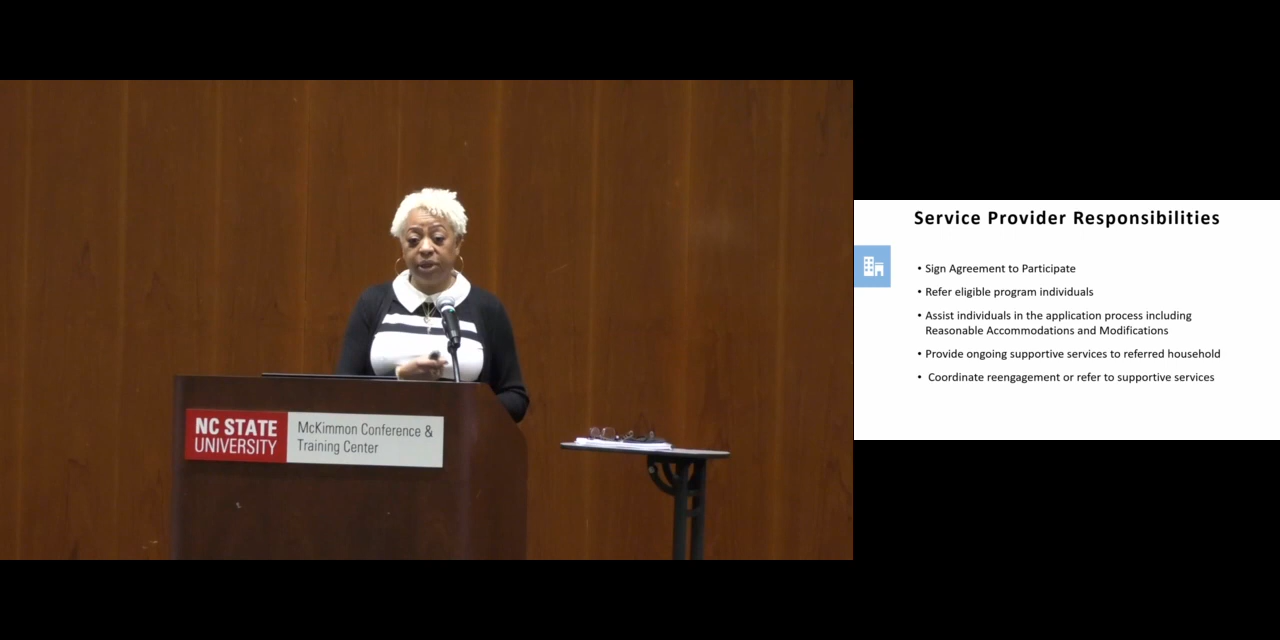 NC STATE
UNIVERSITY
McKimmon Conference &
Training Center
Service Provider Responsibilities
• Sign Agreement to Participate
• Refer eligible program individuals
• Assist individuals in the application process including
Reasonable Accommodations and Modifications
• Provide ongoing supportive services to referred household
• Coordinate reengagement or refer to supportive services